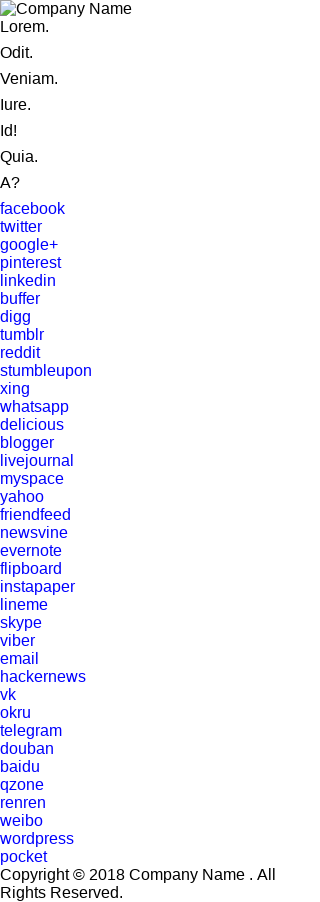 Company Name
Lorem.
Odit.
Veniam.
Iure.
Id!
Quia.
A?
facebook
twitter
google+
pinterest
linkedin
buffer
digg
tumblr
reddit
stumbleupon
xing
whatsapp
delicious
blogger
livejournal
myspace
yahoo
friendfeed
newsvine
evernote
flipboard
instapaper
lineme
skype
viber
email
hackernews
vk
okru
telegram
douban
baidu
qzone
renren
weibo
wordpress
pocket
Copyright © 2018 Company Name . All
Rights Reserved.